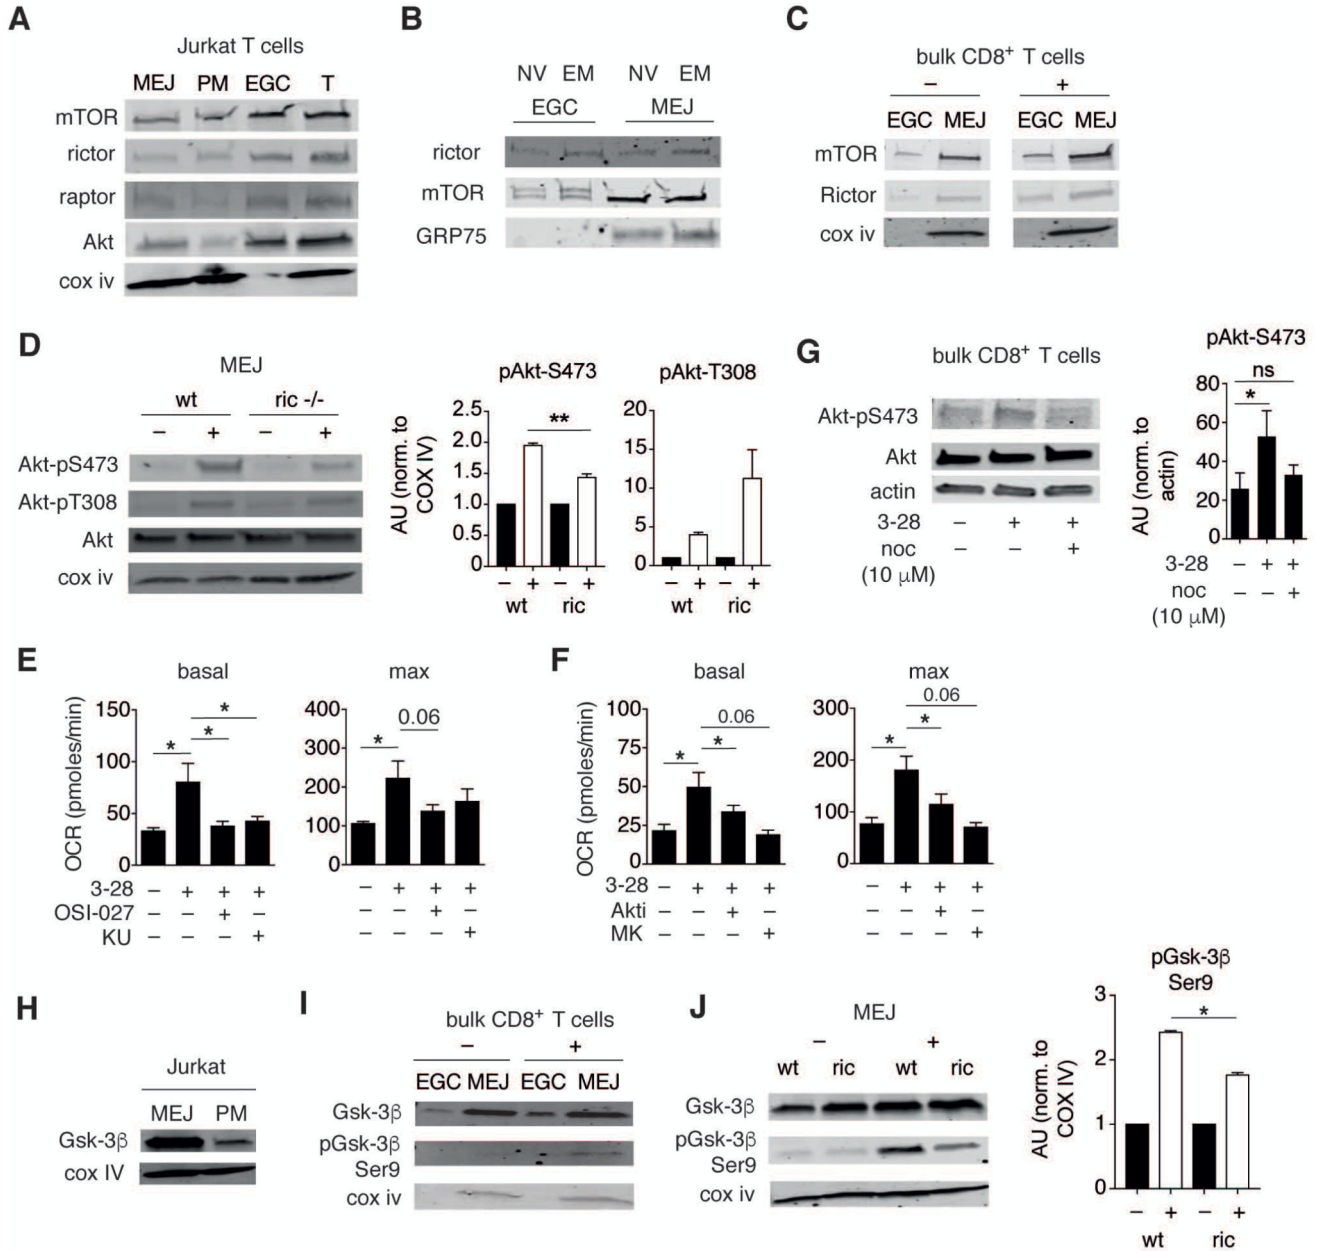 A
Jurkat T cells
MEJ PM EGC T
mTOR
rictor
raptor
Akt
cox iv
B
NV EM NV EM
EGC MEJ
rictor
mTOR
GRP75
C
bulk CD8⁺ T cells
− +
EGC MEJ EGC MEJ
mTOR
Rictor
cox iv
D
MEJ
wt ric -/-
− + − +
Akt-pS473
Akt-pT308
Akt
cox iv
pAkt-S473
AU (norm. to
COX IV)
2.5
2.0
1.5
1.0
0.5
0
**
− + − +
wt ric
pAkt-T308
20
15
10
5
0
− + − +
wt ric
G
bulk CD8⁺ T cells
Akt-pS473
Akt
actin
3-28 − + +
noc − − +
(10 μM)
pAkt-S473
AU (norm. to
actin)
80
60
40
20
0
ns
*
3-28 − + +
noc − − +
(10 μM)
E
basal
OCR (pmoles/min)
150
100
50
0
*
*
*
max
400
300
200
100
0
0.06
*
3-28 − + + + − + + +
OSI-027 − − + − − − + −
KU − − − + − − − +
F
basal
OCR (pmoles/min)
100
75
50
25
0
0.06
* *
max
300
200
100
0
0.06
* *
3-28 − + + + − + + +
Akti − − + − − − + −
MK − − − + − − − +
H
Jurkat
MEJ PM
Gsk-3β
cox IV
I
bulk CD8⁺ T cells
− +
EGC MEJ EGC MEJ
Gsk-3β
pGsk-3β
Ser9
cox iv
J
MEJ
− +
wt ric wt ric
Gsk-3β
pGsk-3β
Ser9
cox iv
pGsk-3β
Ser9
AU (norm. to
COX IV)
3
2
1
0
*
− + − +
wt ric